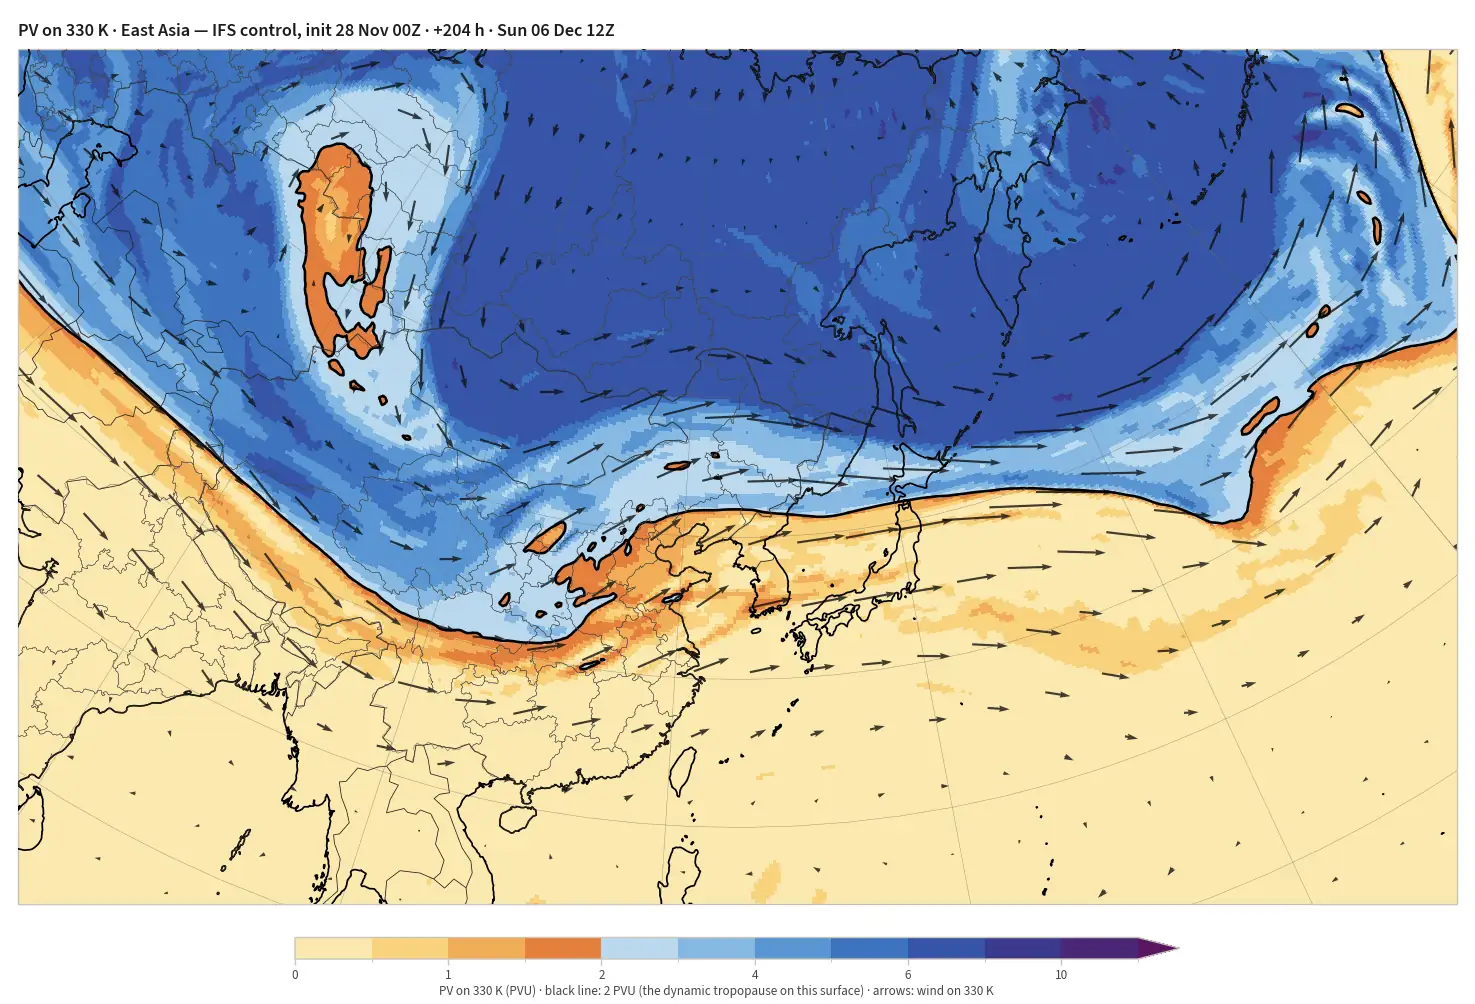 PV on 330 K · East Asia — IFS control, init 28 Nov 00Z · +204 h · Sun 06 Dec 12Z
0 1 2 4 6 10
PV on 330 K (PVU) · black line: 2 PVU (the dynamic tropopause on this surface) · arrows: wind on 330 K